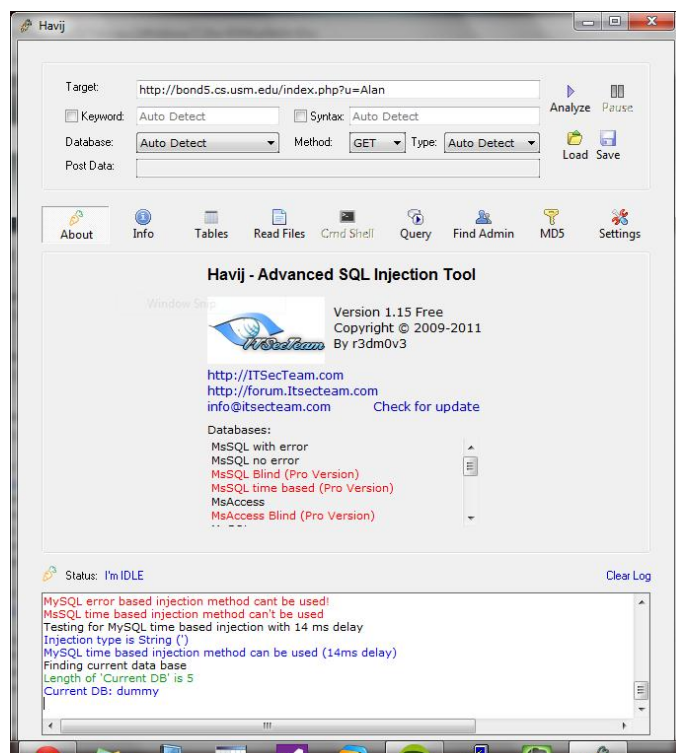 Havij
Target: http://bond5.cs.usm.edu/index.php?u=Alan
Analyze Pause
Keyword: Auto Detect Syntax: Auto Detect
Database: Auto Detect Method: GET Type: Auto Detect
Load Save
Post Data:
About Info Tables Read Files Cmd Shell Query Find Admin MD5 Settings
Havij - Advanced SQL Injection Tool
Window Snip
Version 1.15 Free
Copyright © 2009-2011
ITSecTeam By r3dm0v3
http://ITSecTeam.com
http://forum.Itsecteam.com
info@itsecteam.com Check for update
Databases:
MsSQL with error
MsSQL no error
MsSQL Blind (Pro Version)
MsSQL time based (Pro Version)
MsAccess
MsAccess Blind (Pro Version)
Status: I'm IDLE Clear Log
MySQL error based injection method cant be used!
MsSQL time based injection method can't be used
Testing for MySQL time based injection with 14 ms delay
Injection type is String (')
MySQL time based injection method can be used (14ms delay)
Finding current data base
Length of 'Current DB' is 5
Current DB: dummy